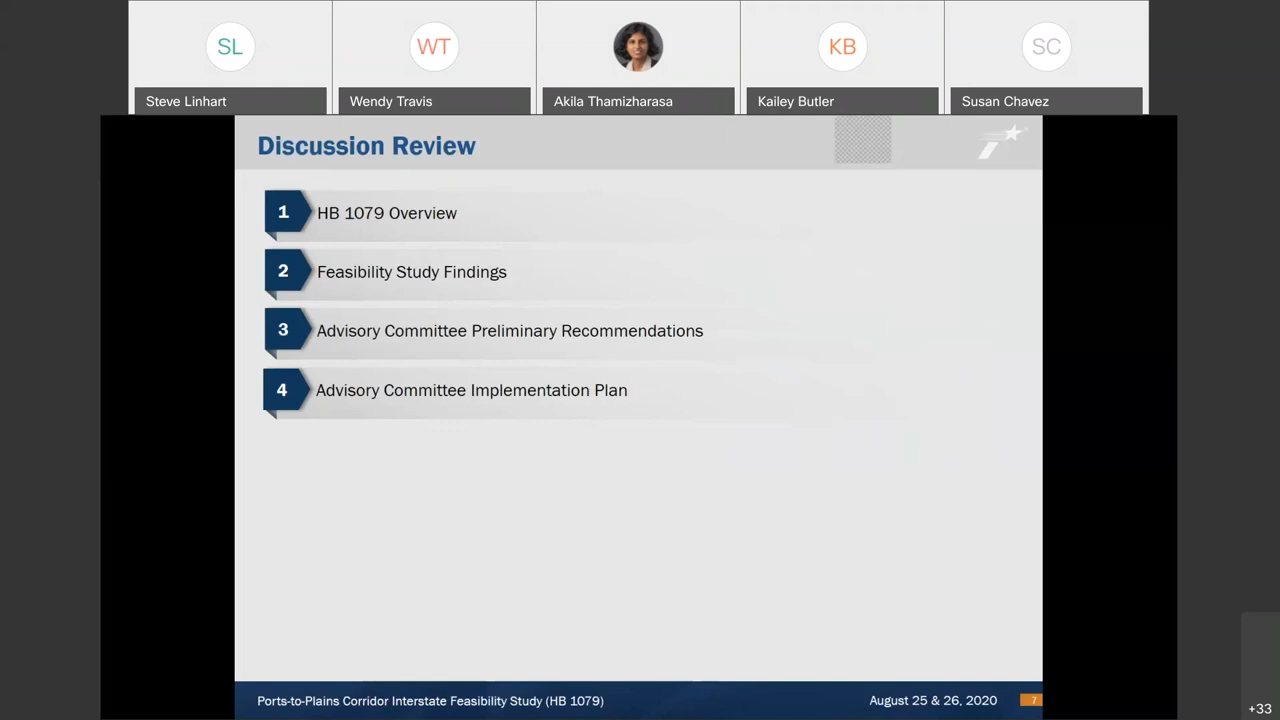 SL
WT
KB
SC
Steve Linhart
Wendy Travis
Akila Thamizharasa
Kailey Butler
Susan Chavez
Discussion Review
1 HB 1079 Overview
2 Feasibility Study Findings
3 Advisory Committee Preliminary Recommendations
4 Advisory Committee Implementation Plan
Ports-to-Plains Corridor Interstate Feasibility Study (HB 1079)
August 25 & 26, 2020
7
+33